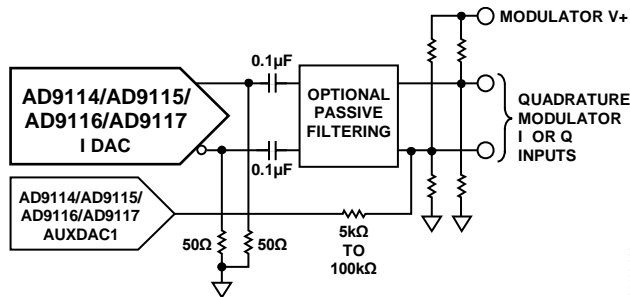 MODULATOR V+
0.1µF
AD9114/AD9115/
AD9116/AD9117
I DAC
OPTIONAL
PASSIVE
FILTERING
QUADRATURE
MODULATOR
I OR Q
INPUTS
0.1µF
AD9114/AD9115/
AD9116/AD9117
AUXDAC1
50Ω
50Ω
5kΩ
TO
100kΩ